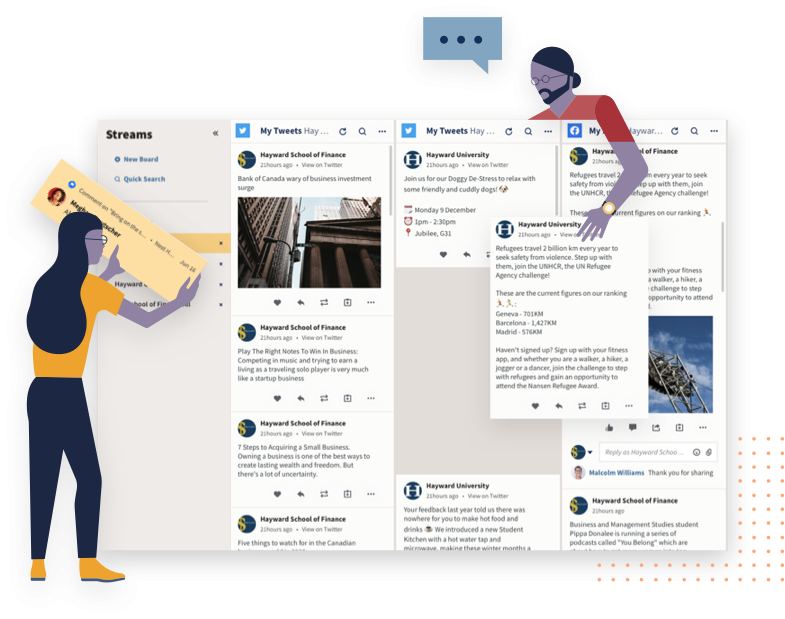 Streams
«
New Board
Quick Search
Comment on "Bring on the s...
Next H...
Jun 16
My Tweets Hay ...
Hayward School of Finance
21hours ago • View on Twitter
Bank of Canada wary of business investment
surge
Hayward School of Finance
21hours ago • View on Twitter
Play The Right Notes To Win In Business:
Competing in music and trying to earn a
living as a traveling solo player is very much
like a startup business
Hayward School of Finance
21hours ago • View on Twitter
7 Steps to Acquiring a Small Business.
Owning a business is one of the best ways to
create lasting wealth and freedom. But
there's a lot of uncertainty.
Hayward School of Finance
21hours ago • View on Twitter
Five things to watch for in the Canadian
My Tweets Hay ...
Hayward University
21hours ago • View on Twitter
Join us for our Doggy De-Stress to relax with
some friendly and cuddly dogs! 🐶
🗓️ Monday 9 December
⏰ 1pm - 2:30pm
📍 Jubilee, G31
Hayward University
21hours ago • View on Twitter
Your feedback last year told us there was
nowhere for you to make hot food and
drinks ☕ We introduced a new Student
Kitchen with a hot water tap and
microwave, making these winter months a
Hayward University
21hours ago • View
Refugees travel 2 billion km every year to
seek safety from violence. Step up with
them, join the UNHCR, the UN Refugee
Agency challenge!
These are the current figures on our ranking
🏃🏃:
Geneva - 701KM
Barcelona - 1,427KM
Madrid - 576KM
Haven't signed up? Sign up with your fitness
app, and whether you are a walker, a hiker, a
jogger or a dancer, join the challenge to step
with refugees and gain an opportunity to
attend the Nansen Refugee Award.
Hayward School of Finance
21hours ago
Refugees travel 2 km every year to seek
safety from step up with them, join
the UNHCR, Refugee Agency challenge!
current figures on our ranking 🏃
with your fitness
a walker, a hiker, a
challenge to step
opportunity to attend
Reply as Hayward Schoo...
Malcolm Williams Thank you for sharing
Hayward School of Finance
21hours ago • View on Twitter
Business and Management Studies student
Pippa Donalee is running a series of
podcasts called "You Belong" which are